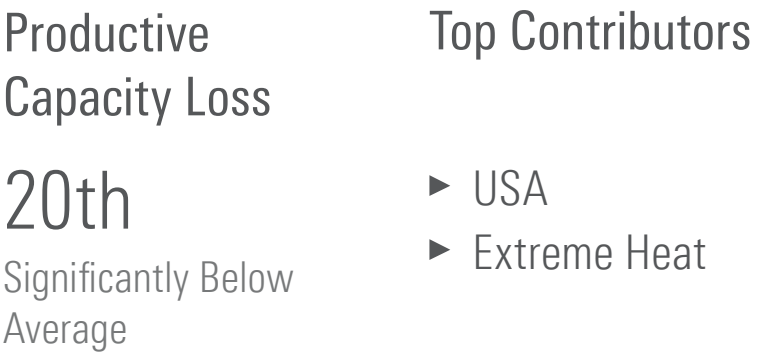 Productive
Capacity Loss
20th
Significantly Below
Average
Top Contributors
► USA
► Extreme Heat